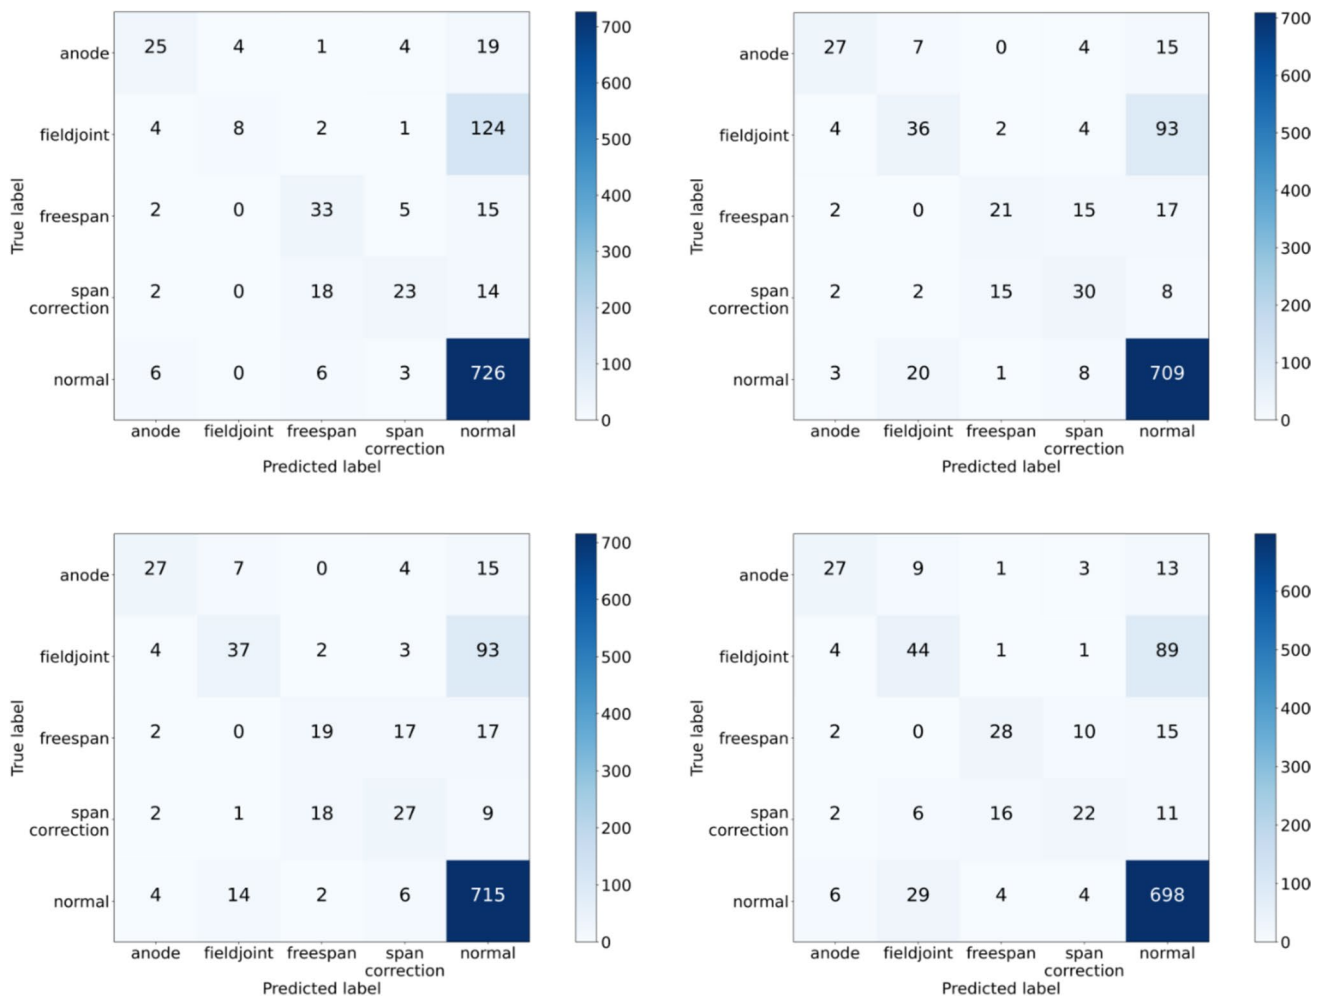 anode 25 4 1 4 19
fieldjoint 4 8 2 1 124
freespan 2 0 33 5 15
span
correction 2 0 18 23 14
normal 6 0 6 3 726
anode fieldjoint freespan span
correction normal
Predicted label
True label
700
600
500
400
300
200
100
0
anode 27 7 0 4 15
fieldjoint 4 36 2 4 93
freespan 2 0 21 15 17
span
correction 2 2 15 30 8
normal 3 20 1 8 709
anode fieldjoint freespan span
correction normal
Predicted label
True label
700
600
500
400
300
200
100
0
anode 27 7 0 4 15
fieldjoint 4 37 2 3 93
freespan 2 0 19 17 17
span
correction 2 1 18 27 9
normal 4 14 2 6 715
anode fieldjoint freespan span
correction normal
Predicted label
True label
700
600
500
400
300
200
100
0
anode 27 9 1 3 13
fieldjoint 4 44 1 1 89
freespan 2 0 28 10 15
span
correction 2 6 16 22 11
normal 6 29 4 4 698
anode fieldjoint freespan span
correction normal
Predicted label
True label
600
500
400
300
200
100
0